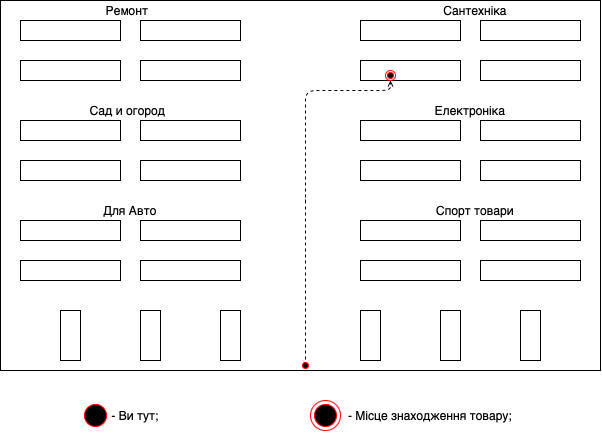 Ремонт
Сантехніка
Сад и огород
Електроніка
Для Авто
Спорт товари
- Ви тут;
- Місце знаходження товару;